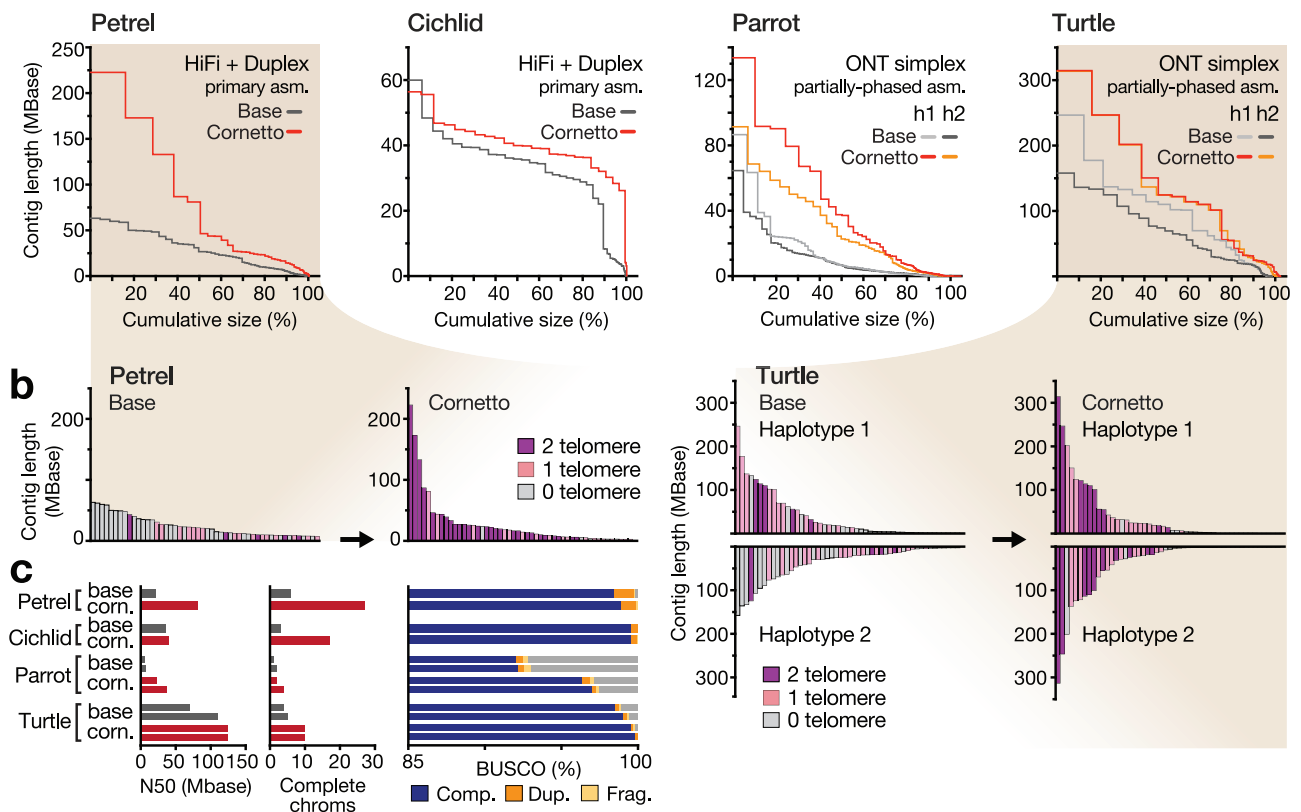 Petrel
Contig length (MBase)
250
225
200
175
150
125
100
75
50
25
0
HiFi + Duplex
primary asm.
Base
Cornetto
20 40 60 80 100
Cumulative size (%)
Cichlid
60
40
20
0
HiFi + Duplex
primary asm.
Base
Cornetto
20 40 60 80 100
Cumulative size (%)
Parrot
120
80
40
0
ONT simplex
partially-phased asm.
h1 h2
Base
Cornetto
20 40 60 80 100
Cumulative size (%)
Turtle
300
200
100
0
ONT simplex
partially-phased asm.
h1 h2
Base
Cornetto
20 40 60 80 100
Cumulative size (%)
b
Petrel
Base
Contig length
(MBase)
200
100
0
Cornetto
200
100
0
2 telomere
1 telomere
0 telomere
Turtle
Base
Haplotype 1
Contig length (MBase)
300
200
100
100
200
300
Haplotype 2
2 telomere
1 telomere
0 telomere
Cornetto
Haplotype 1
300
200
100
100
200
300
Haplotype 2
c
Petrel base
corn.
Cichlid base
corn.
Parrot base
corn.
Turtle base
corn.
0 50 100 150
N50 (Mbase)
0 10 20 30
Complete
chroms
85 100
BUSCO (%)
Comp. Dup. Frag.